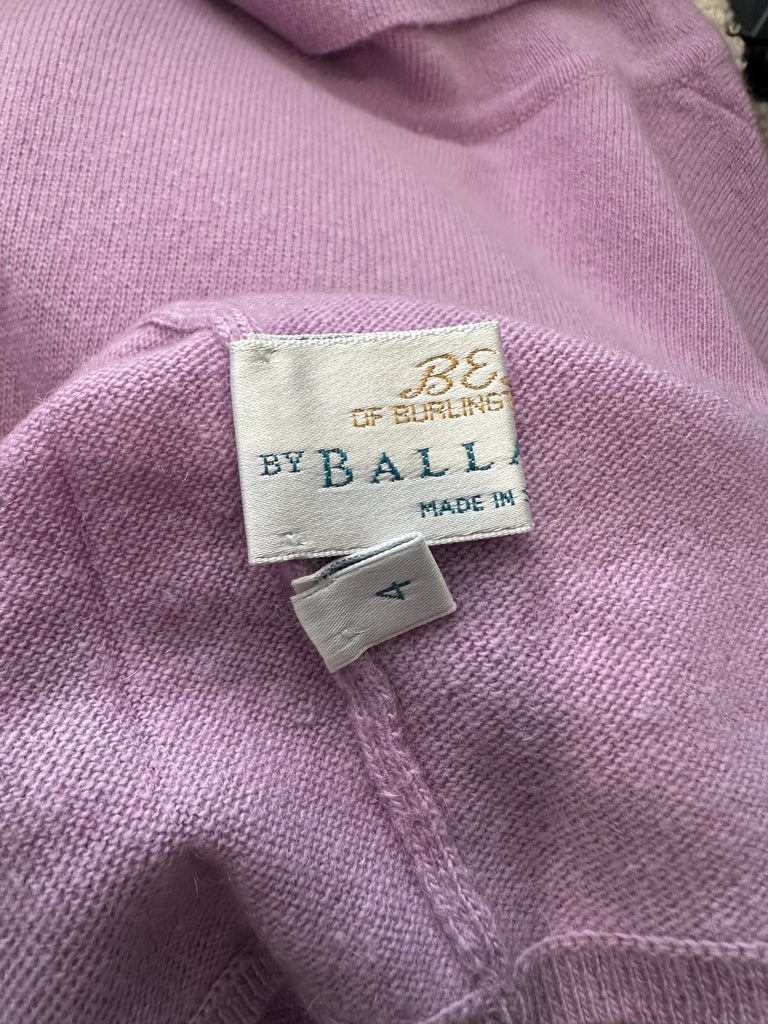 BE
OF BURLINGT
BY BALLA
MADE IN
4